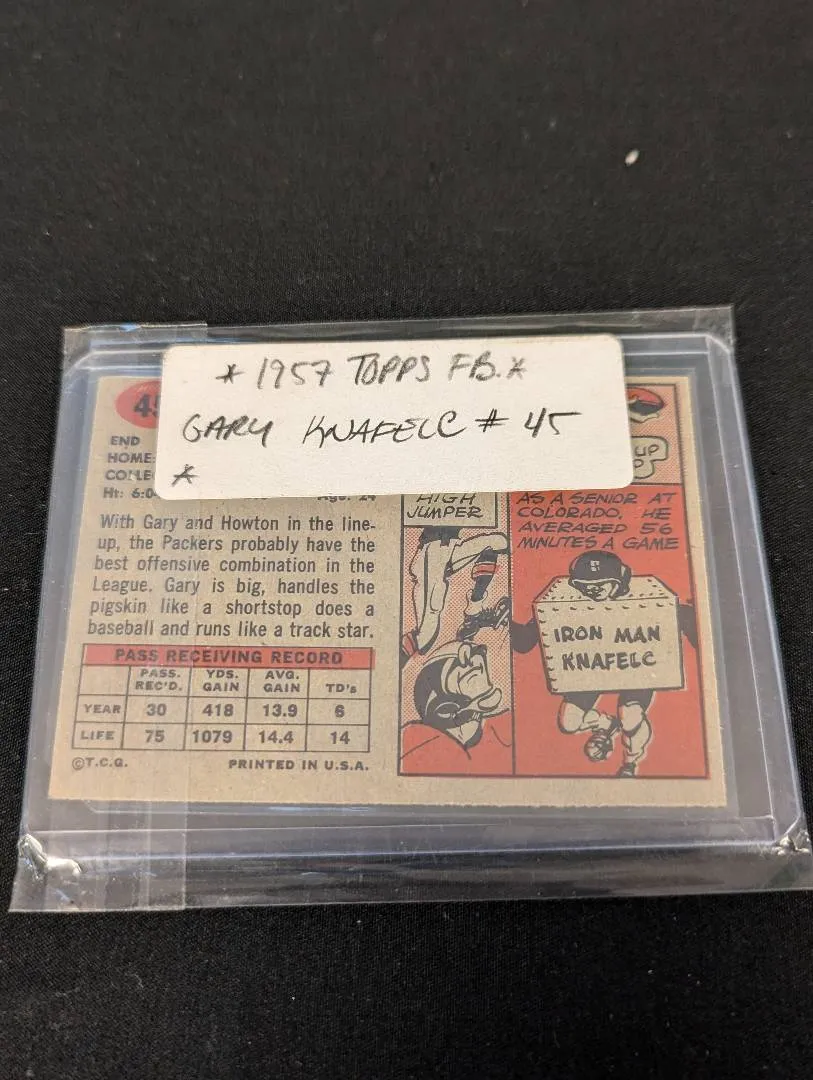 * 1957 TOPPS FB. *
GARY KNAFELC # 45
*
END
HOME
COLLE
Ht: 6:0
Age: 24
With Gary and Howton in the line-
up, the Packers probably have the
best offensive combination in the
League. Gary is big, handles the
pigskin like a shortstop does a
baseball and runs like a track star.
PASS RECEIVING RECORD
PASS. REC'D. YDS. GAIN AVG. GAIN TD's
YEAR 30 418 13.9 6
LIFE 75 1079 14.4 14
©T.C.G. PRINTED IN U.S.A.
HIGH
JUMPER
UP
AS A SENIOR AT
COLORADO, HE
AVERAGED 56
MINUTES A GAME
IRON MAN
KNAFELC